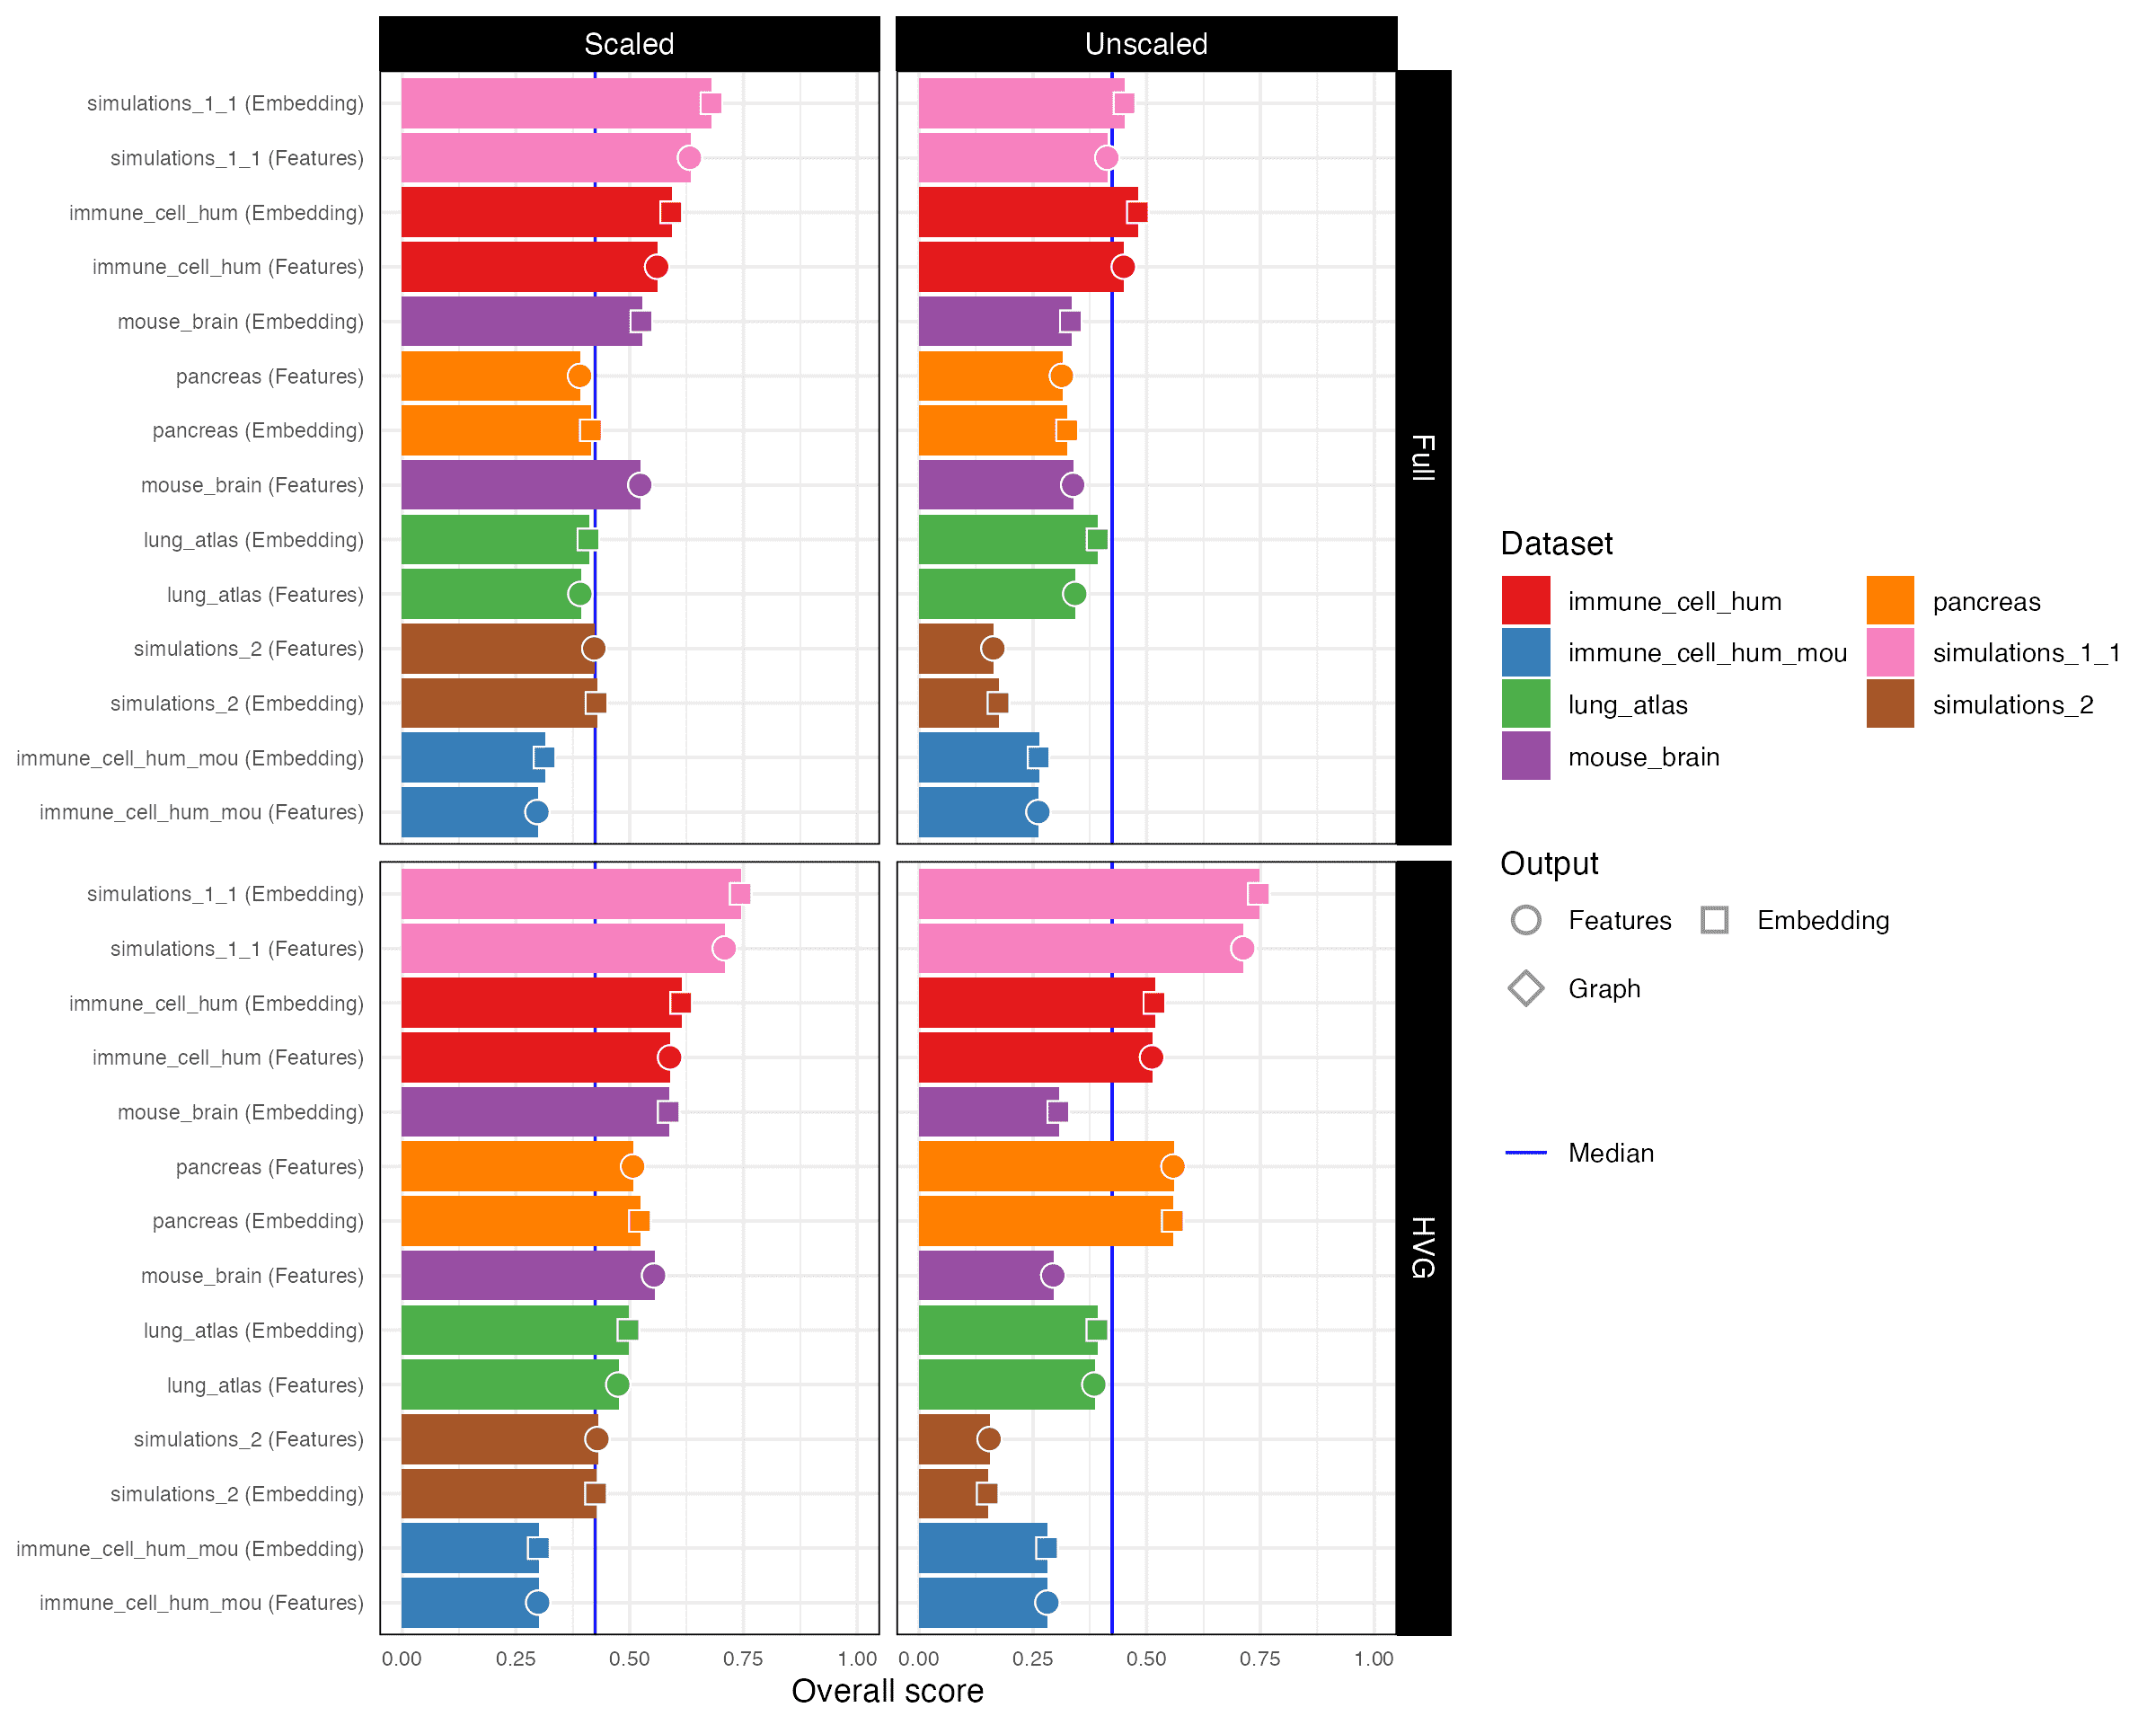 Scaled
Unscaled
simulations_1_1 (Embedding)
simulations_1_1 (Features)
immune_cell_hum (Embedding)
immune_cell_hum (Features)
mouse_brain (Embedding)
pancreas (Features)
pancreas (Embedding)
mouse_brain (Features)
lung_atlas (Embedding)
lung_atlas (Features)
simulations_2 (Features)
simulations_2 (Embedding)
immune_cell_hum_mou (Embedding)
immune_cell_hum_mou (Features)
Full
simulations_1_1 (Embedding)
simulations_1_1 (Features)
immune_cell_hum (Embedding)
immune_cell_hum (Features)
mouse_brain (Embedding)
pancreas (Features)
pancreas (Embedding)
mouse_brain (Features)
lung_atlas (Embedding)
lung_atlas (Features)
simulations_2 (Features)
simulations_2 (Embedding)
immune_cell_hum_mou (Embedding)
immune_cell_hum_mou (Features)
HVG
0.00 0.25 0.50 0.75 1.00 0.00 0.25 0.50 0.75 1.00
Overall score
Dataset
immune_cell_hum
immune_cell_hum_mou
lung_atlas
mouse_brain
pancreas
simulations_1_1
simulations_2
Output
Features
Embedding
Graph
Median